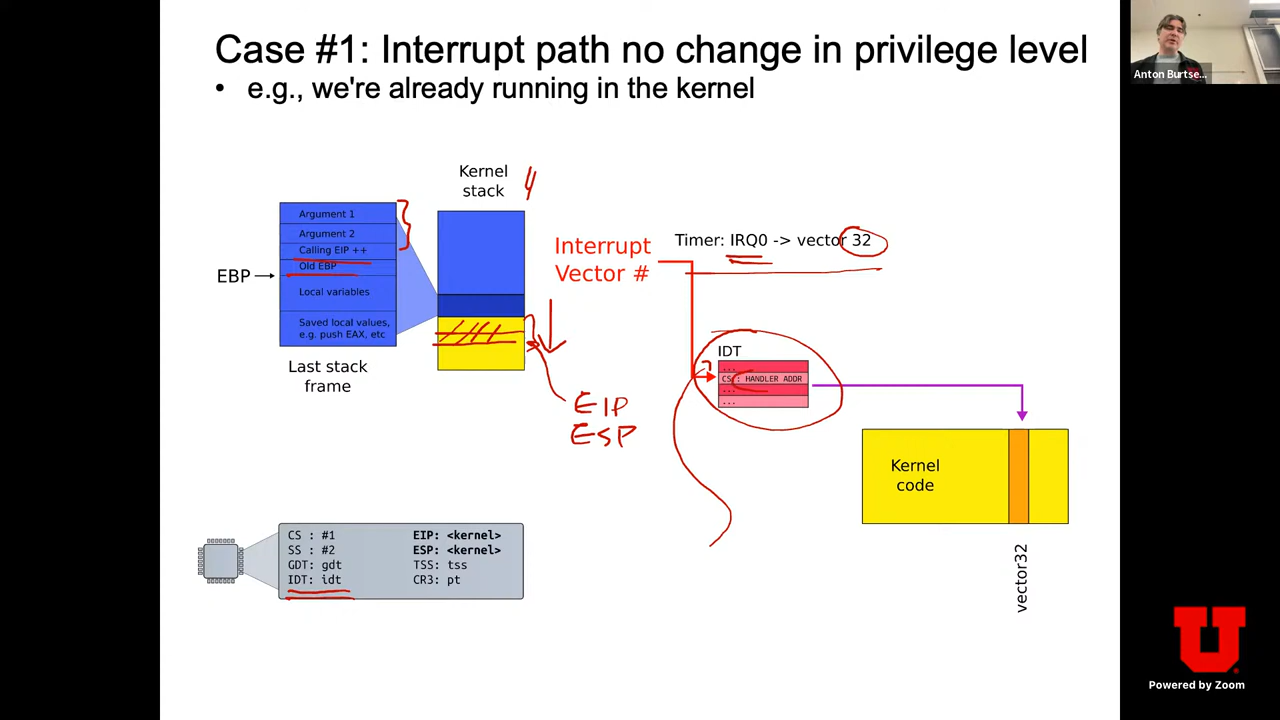 Case #1: Interrupt path no change in privilege level
• e.g., we're already running in the kernel
Anton Burtse...
Kernel
stack
Argument 1
Argument 2
Calling EIP ++
Old EBP
EBP
Local variables
Saved local values,
e.g. push EAX, etc
Last stack
frame
Interrupt
Vector #
Timer: IRQ0 -> vector 32
IDT
...
CS : HANDLER ADDR
...
...
EIP
ESP
Kernel
code
vector32
CS : #1
SS : #2
GDT: gdt
IDT: idt
EIP: <kernel>
ESP: <kernel>
TSS: tss
CR3: pt
U
Powered by Zoom